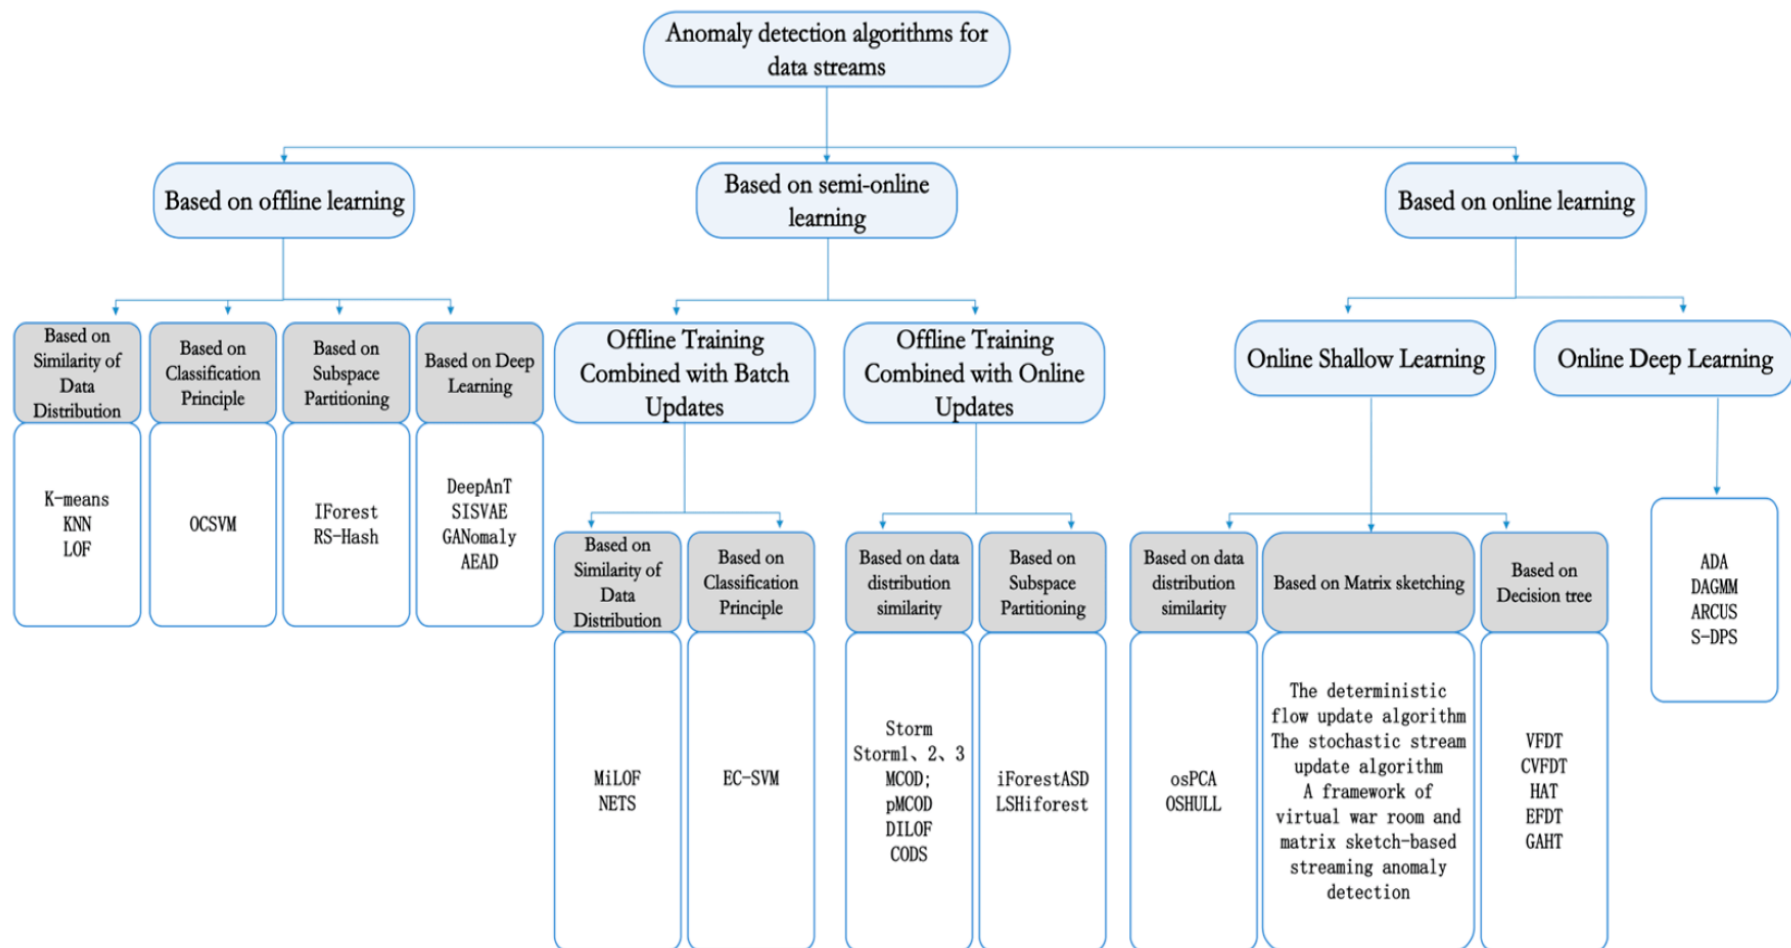 Anomaly detection algorithms for
data streams
Based on offline learning
Based on semi-online
learning
Based on online learning
Based on
Similarity of
Data
Distribution
Based on
Classification
Principle
Based on
Subspace
Partitioning
Based on Deep
Learning
Offline Training
Combined with Batch
Updates
Offline Training
Combined with Online
Updates
Online Shallow Learning
Online Deep Learning
K-means
KNN
LOF
OCSVM
IForest
RS-Hash
DeepAnT
SISVAE
GANomaly
AEAD
Based on
Similarity of
Data
Distribution
Based on
Classification
Principle
Based on data
distribution
similarity
Based on
Subspace
Partitioning
Based on data
distribution
similarity
Based on Matrix sketching
Based on
Decision tree
ADA
DAGMM
ARCUS
S-DPS
MiLOF
NETS
EC-SVM
Storm
Storm1、2、3
MCOD;
pMCOD
DILOF
CODS
iForestASD
LSHiforest
osPCA
OSHULL
The deterministic
flow update algorithm
The stochastic stream
update algorithm
A framework of
virtual war room and
matrix sketch-based
streaming anomaly
detection
VFDT
CVFDT
HAT
EFDT
GAHT